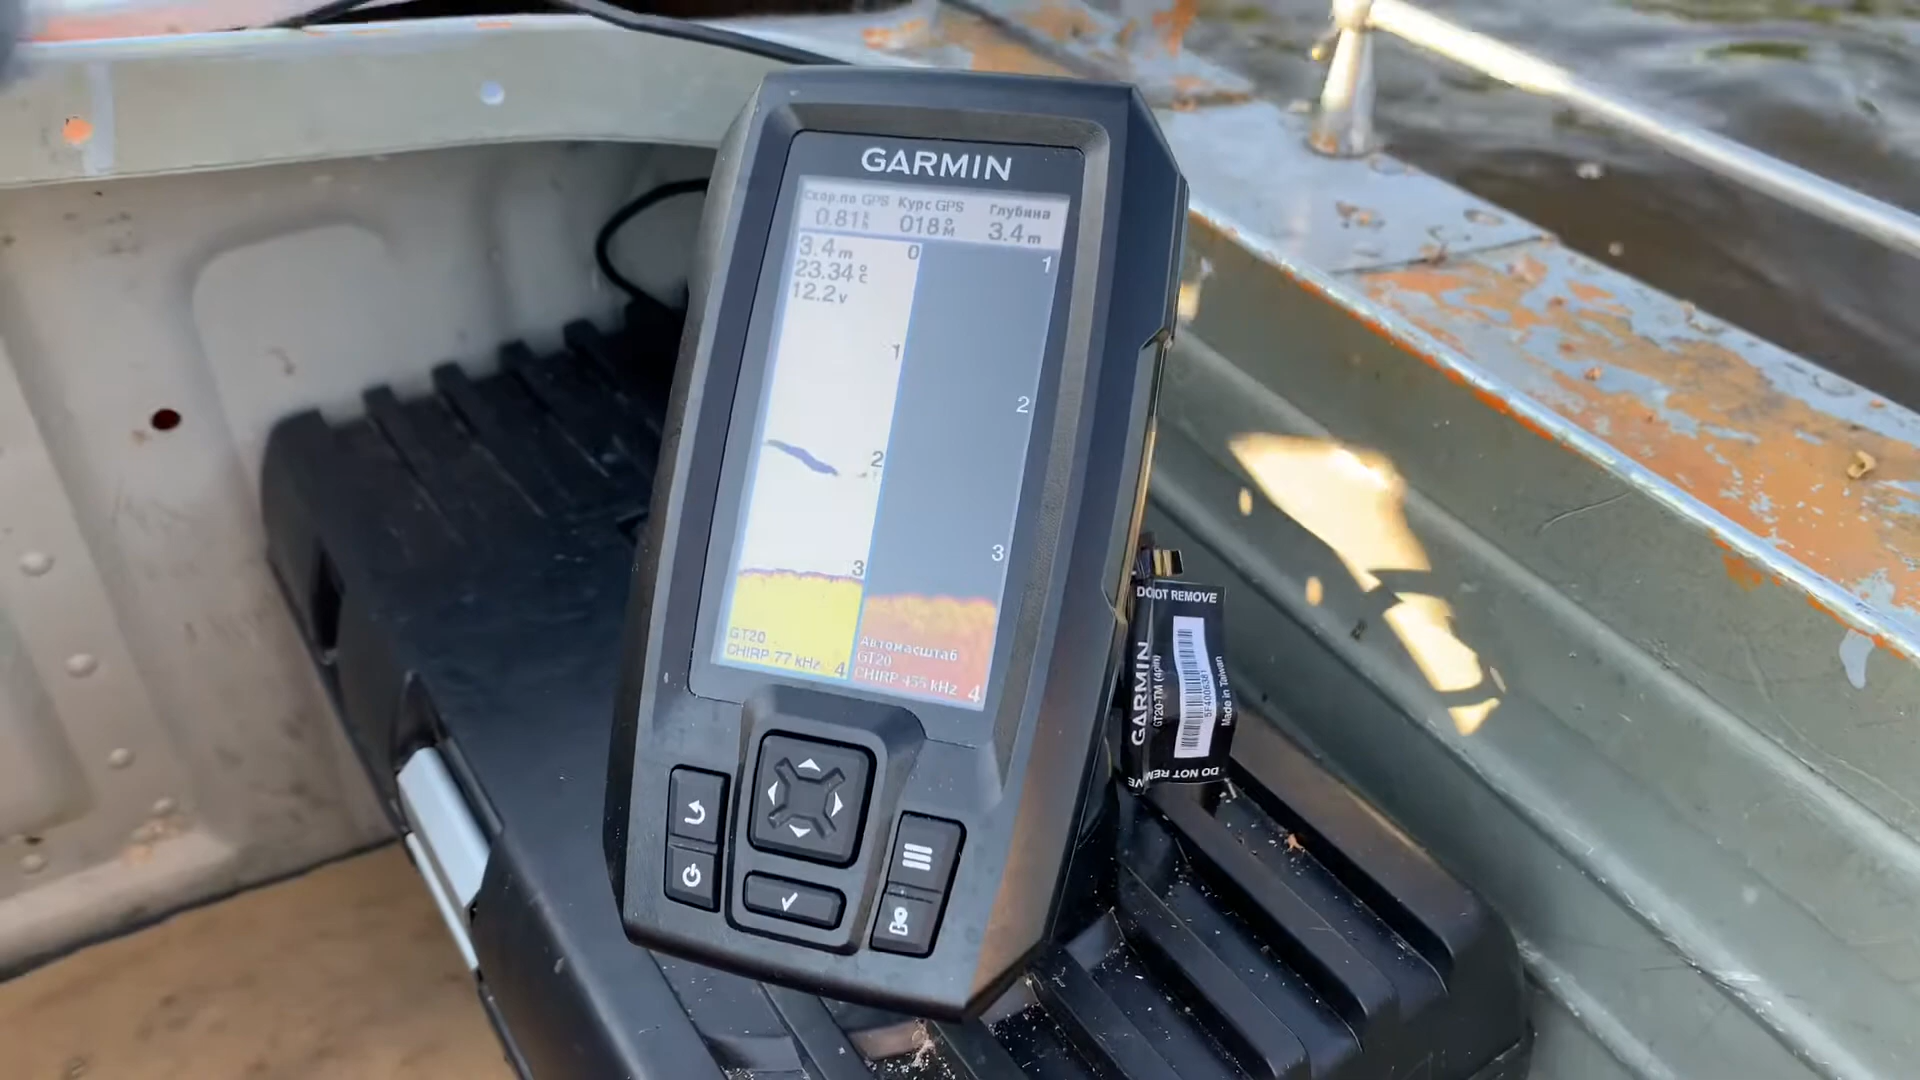 GARMIN
Скор.по GPS Курс GPS Глубина
0.81 018°м 3.4m
3.4m
23.34°c
12.2v
0
1
2
3
4
GT20
CHIRP 77 kHz
1
2
3
4
Автомасштаб
GT20
CHIRP 455 kHz
DO NOT REMOVE
GARMIN
GT20-TM (4pin)
Made in Taiwan
DO NOT REM